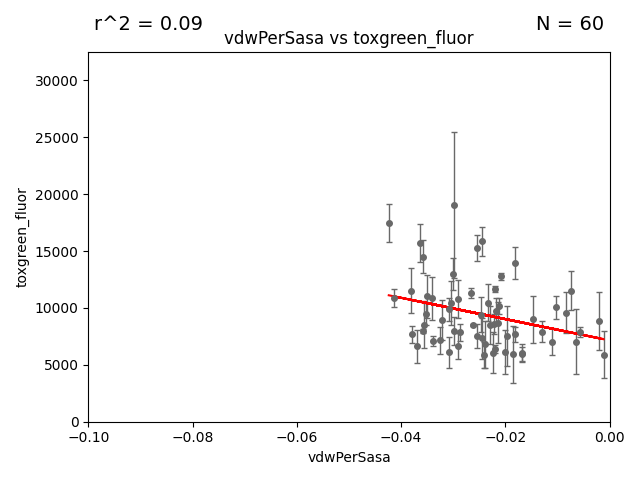 r^2 = 0.09
N = 60
vdwPerSasa vs toxgreen_fluor
30000
25000
20000
15000
10000
5000
0
toxgreen_fluor
−0.10
−0.08
−0.06
−0.04
−0.02
0.00
vdwPerSasa